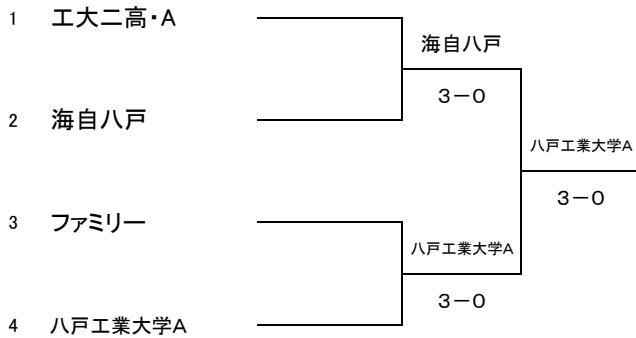 1 工大二高・A
海自八戸
3-0
2 海自八戸
八戸工業大学A
3-0
3 ファミリー
八戸工業大学A
3-0
4 八戸工業大学A